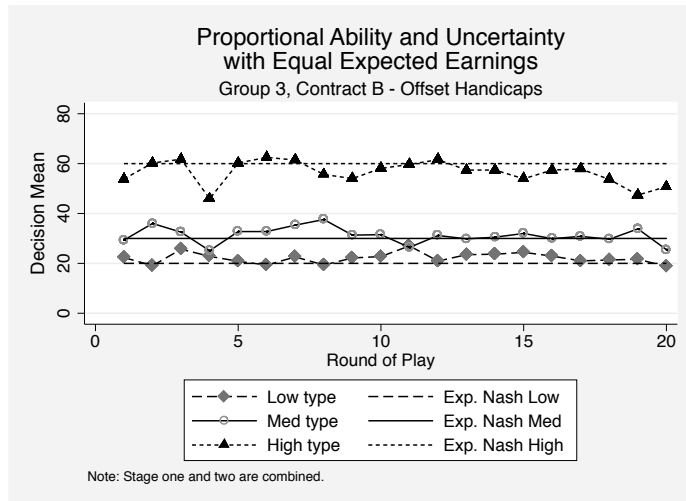 Proportional Ability and Uncertainty
with Equal Expected Earnings
Group 3, Contract B - Offset Handicaps
Decision Mean
80
60
40
20
0
0 5 10 15 20
Round of Play
Low type Exp. Nash Low
Med type Exp. Nash Med
High type Exp. Nash High
Note: Stage one and two are combined.